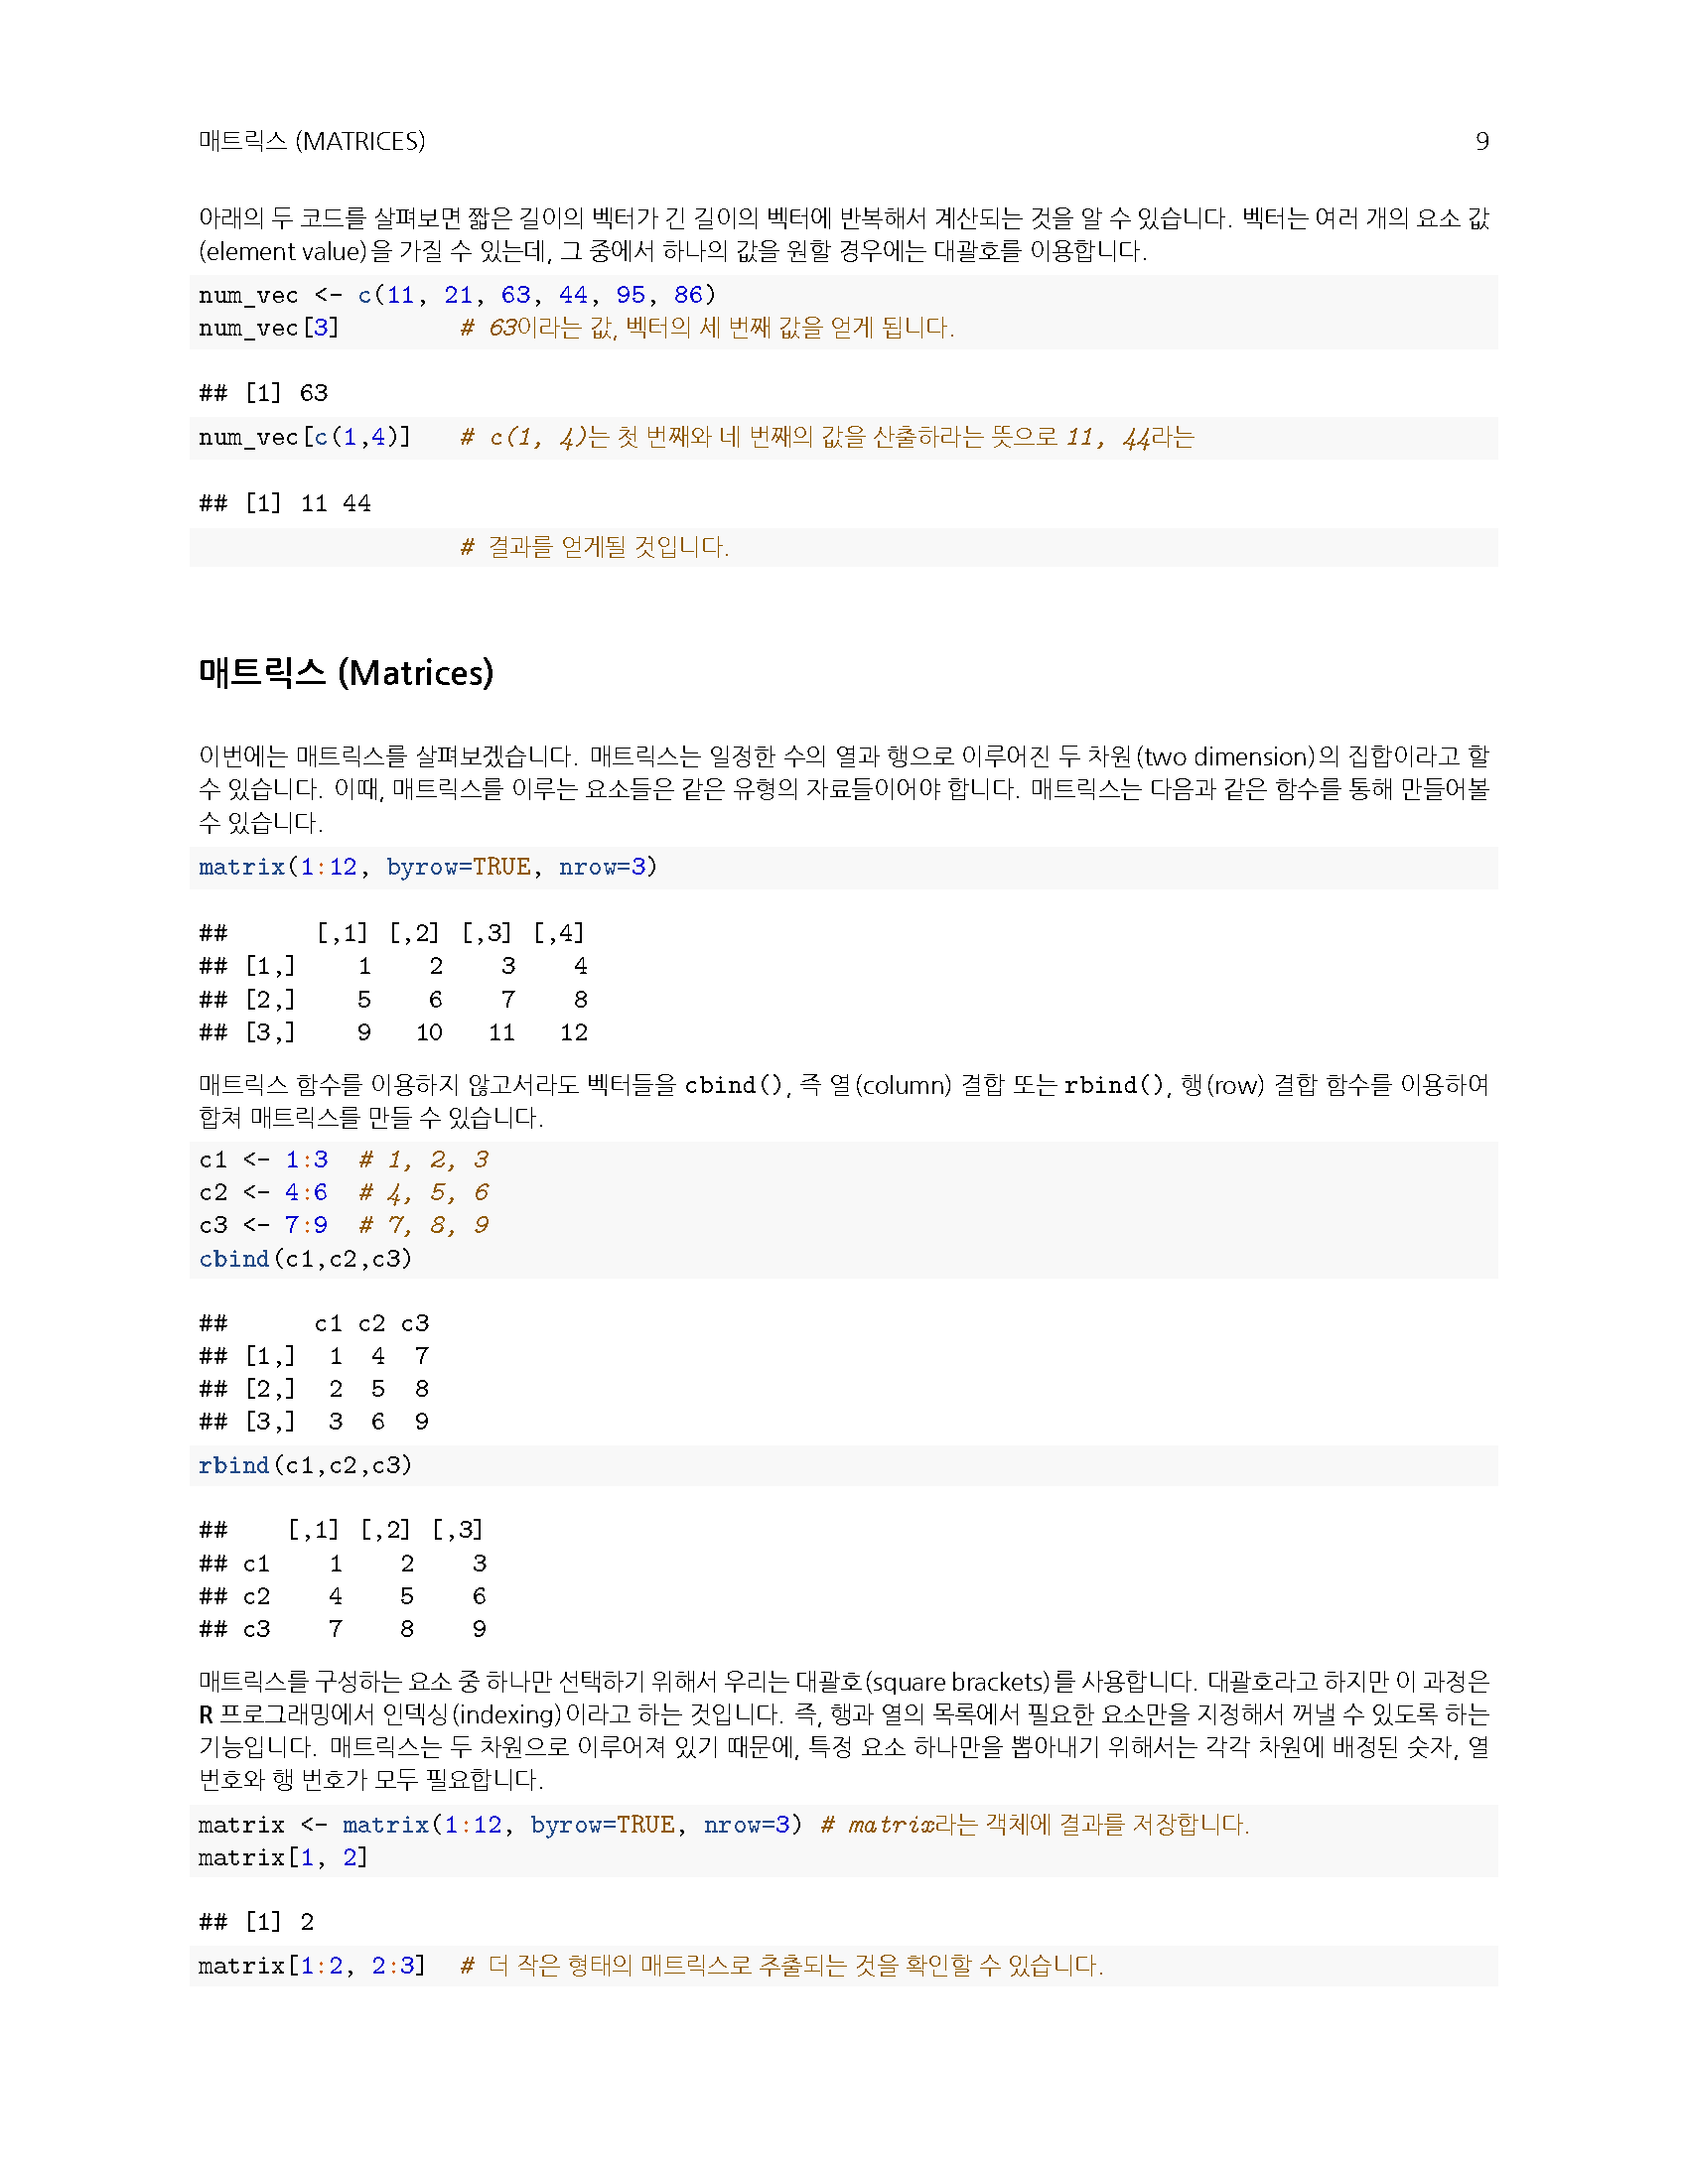 매트릭스 (MATRICES) 9
아래의 두 코드를 살펴보면 짧은 길이의 벡터가 긴 길이의 벡터에 반복해서 계산되는 것을 알 수 있습니다. 벡터는 여러 개의 요소 값
(element value)을 가질 수 있는데, 그 중에서 하나의 값을 원할 경우에는 대괄호를 이용합니다.
num_vec <- c(11, 21, 63, 44, 95, 86)
num_vec[3] # 63이라는 값, 벡터의 세 번째 값을 얻게 됩니다.
## [1] 63
num_vec[c(1,4)] # c(1, 4)는 첫 번째와 네 번째의 값을 산출하라는 뜻으로 11, 44라는
## [1] 11 44
# 결과를 얻게될 것입니다.
매트릭스 (Matrices)
이번에는 매트릭스를 살펴보겠습니다. 매트릭스는 일정한 수의 열과 행으로 이루어진 두 차원(two dimension)의 집합이라고 할
수 있습니다. 이때, 매트릭스를 이루는 요소들은 같은 유형의 자료들이어야 합니다. 매트릭스는 다음과 같은 함수를 통해 만들어볼
수 있습니다.
matrix(1:12, byrow=TRUE, nrow=3)
##      [,1] [,2] [,3] [,4]
## [1,]    1    2    3    4
## [2,]    5    6    7    8
## [3,]    9   10   11   12
매트릭스 함수를 이용하지 않고서라도 벡터들을 cbind(), 즉 열(column) 결합 또는 rbind(), 행(row) 결합 함수를 이용하여
합쳐 매트릭스를 만들 수 있습니다.
c1 <- 1:3  # 1, 2, 3
c2 <- 4:6  # 4, 5, 6
c3 <- 7:9  # 7, 8, 9
cbind(c1,c2,c3)
##      c1 c2 c3
## [1,]  1  4  7
## [2,]  2  5  8
## [3,]  3  6  9
rbind(c1,c2,c3)
##    [,1] [,2] [,3]
## c1    1    2    3
## c2    4    5    6
## c3    7    8    9
매트릭스를 구성하는 요소 중 하나만 선택하기 위해서 우리는 대괄호(square brackets)를 사용합니다. 대괄호라고 하지만 이 과정은
R 프로그래밍에서 인덱싱(indexing)이라고 하는 것입니다. 즉, 행과 열의 목록에서 필요한 요소만을 지정해서 꺼낼 수 있도록 하는
기능입니다. 매트릭스는 두 차원으로 이루어져 있기 때문에, 특정 요소 하나만을 뽑아내기 위해서는 각각 차원에 배정된 숫자, 열
번호와 행 번호가 모두 필요합니다.
matrix <- matrix(1:12, byrow=TRUE, nrow=3) # matrix라는 객체에 결과를 저장합니다.
matrix[1, 2]
## [1] 2
matrix[1:2, 2:3] # 더 작은 형태의 매트릭스로 추출되는 것을 확인할 수 있습니다.